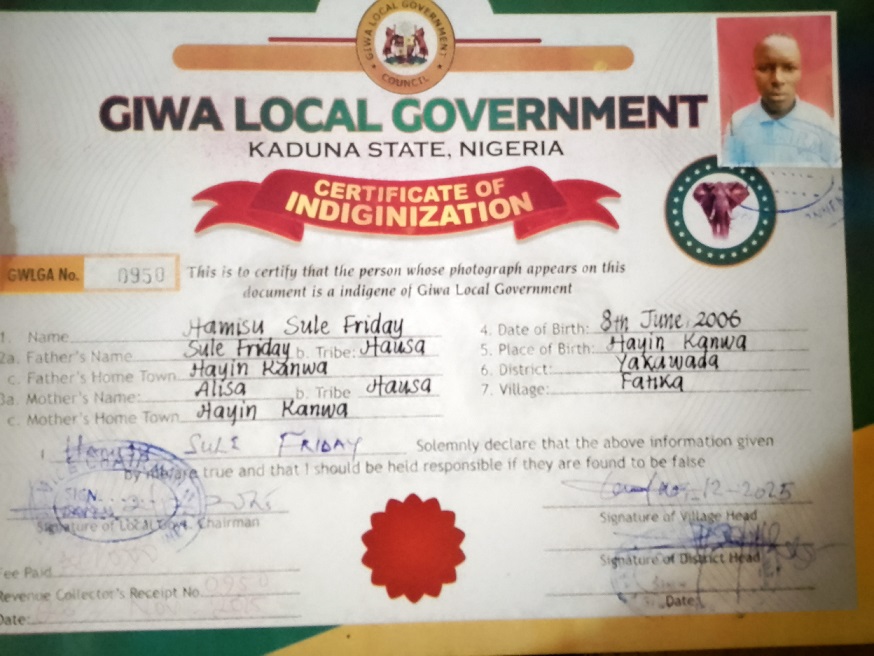 GIWA LOCAL GOVERNMENT
COUNCIL
GIWA LOCAL GOVERNMENT
KADUNA STATE, NIGERIA
CERTIFICATE OF
INDIGINIZATION
GWLGA No. 0950
This is to certify that the person whose photograph appears on this
document is a indigene of Giwa Local Government
1. Name Hamisu Sule Friday
2a. Father's Name Sule Friday b. Tribe: Hausa
c. Father's Home Town Hayin Kanwa
3a. Mother's Name: Alisa b. Tribe Hausa
c. Mother's Home Town Hayin Kanwa
4. Date of Birth: 8th June, 2006
5. Place of Birth: Hayin Kanwa
6. District: Yakawada
7. Village: Fatika
I SULE FRIDAY Solemnly declare that the above information given
by me are true and that I should be held responsible if they are found to be false
SIGN
Signature of Local Govt. Chairman
12-2025
Signature of Village Head
Signature of District Head
Date
Fee Paid
Revenue Collector's Receipt No. 0950
Date: